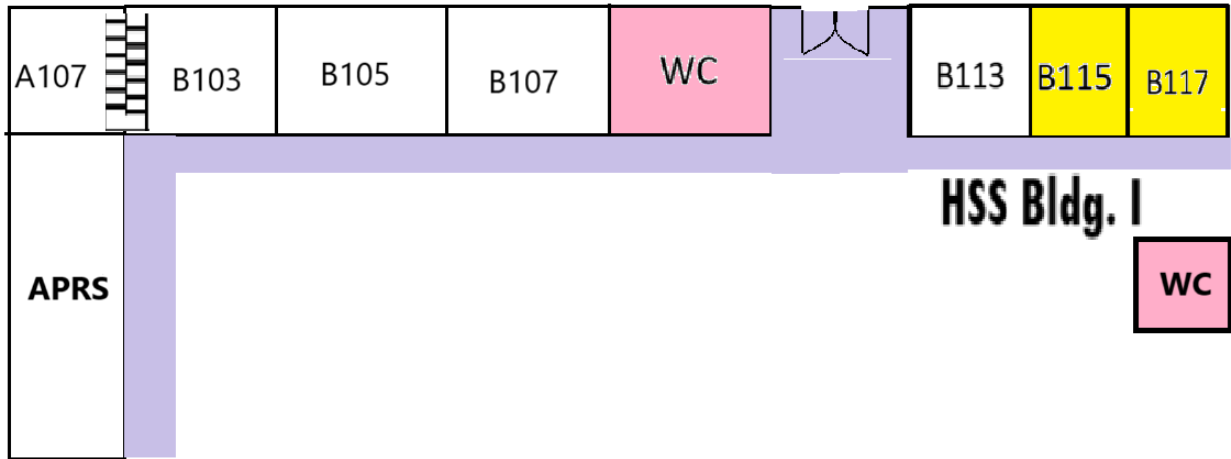 A107
B103
B105
B107
WC
B113
B115
B117
HSS Bldg. I
APRS
WC